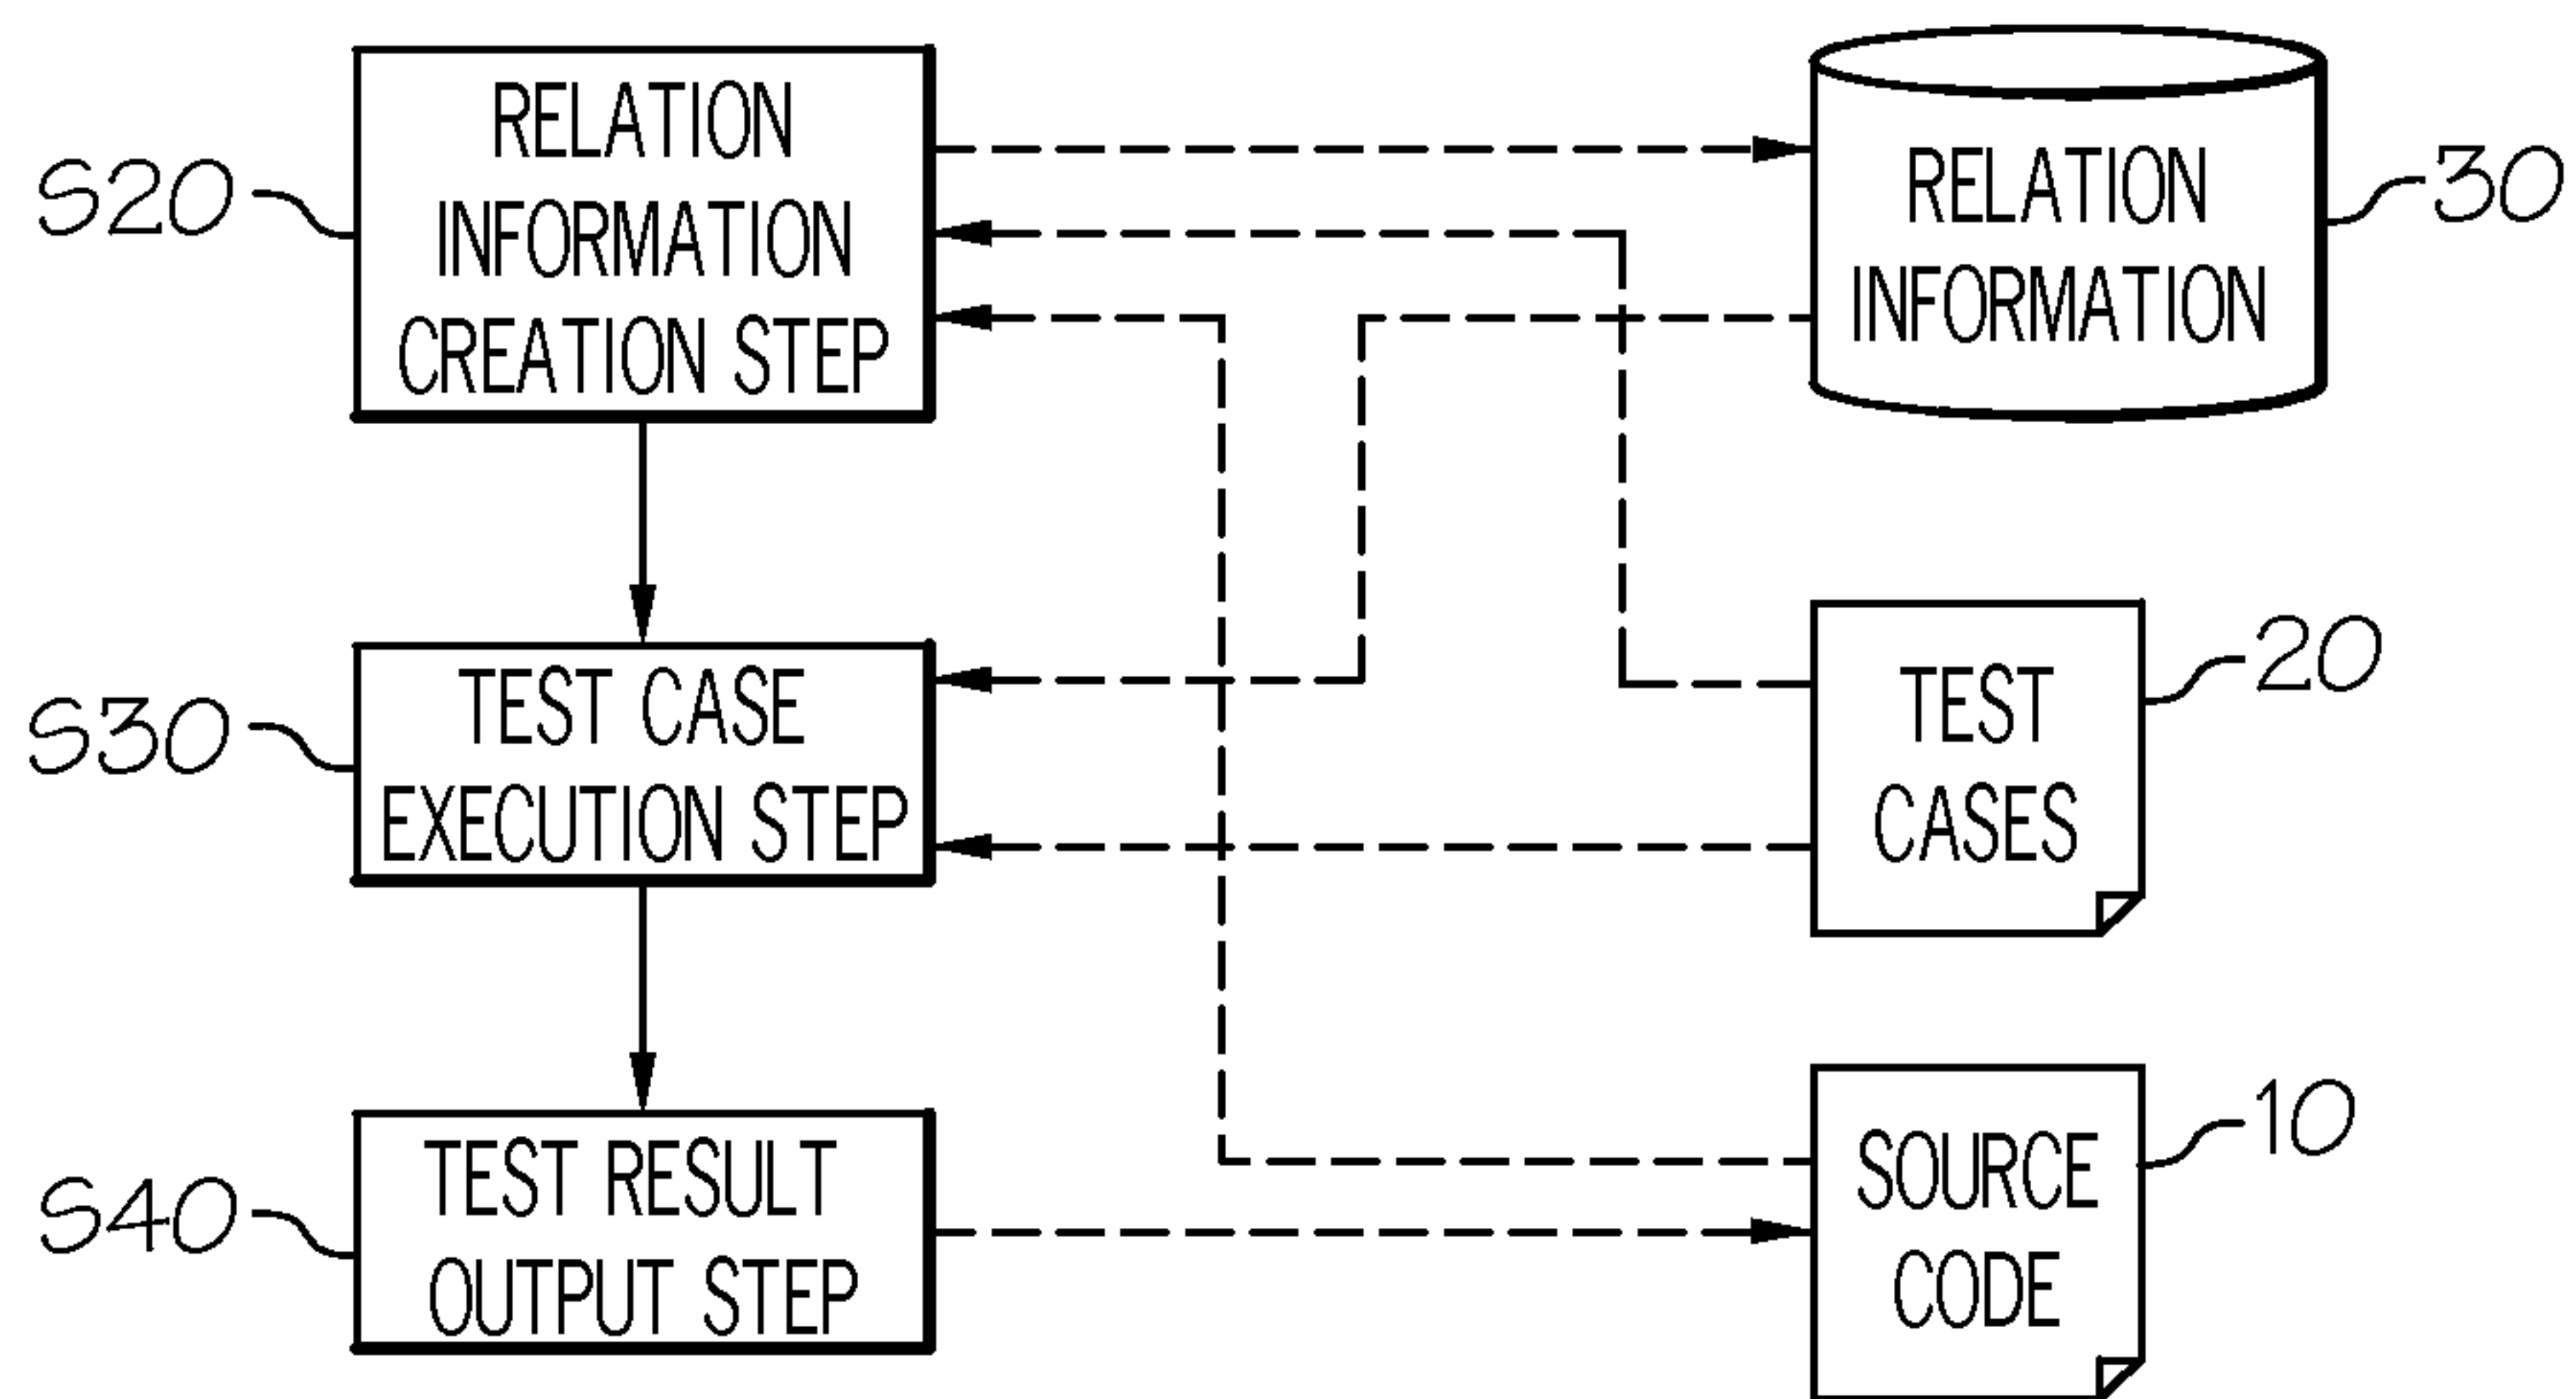 S20
RELATION
INFORMATION
CREATION STEP
RELATION
INFORMATION
30
S30
TEST CASE
EXECUTION STEP
TEST
CASES
20
S40
TEST RESULT
OUTPUT STEP
SOURCE
CODE
10